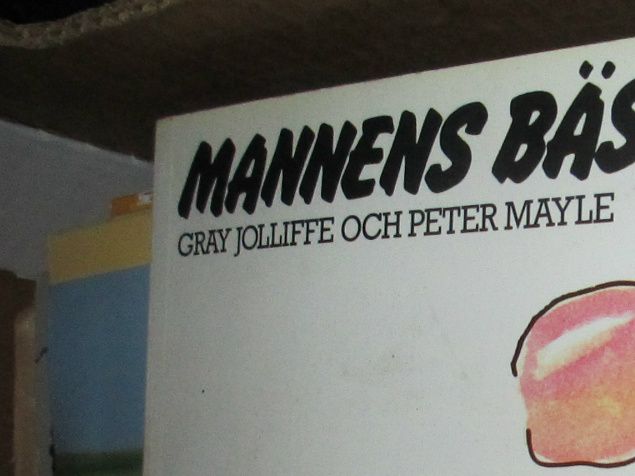 MANNENS BÄS
GRAY JOLLIFFE OCH PETER MAYLE